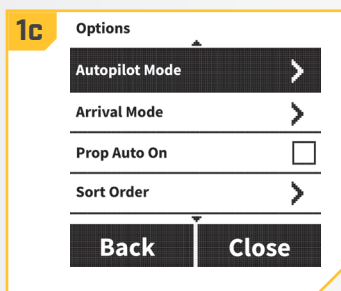 1c
Options
Autopilot Mode
Arrival Mode
Prop Auto On
Sort Order
Back Close